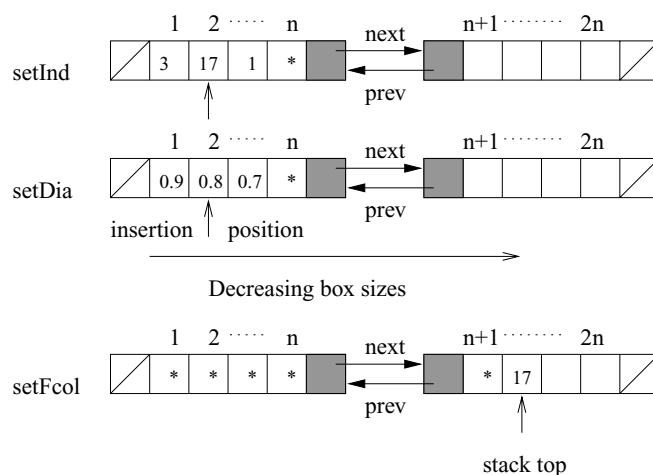 1 2 ····· n next n+1 ········ 2n
setInd 3 17 1 *
prev
1 2 ····· n next n+1 ········ 2n
setDia 0.9 0.8 0.7 *
prev
insertion position
Decreasing box sizes
1 2 ····· n next n+1 ········ 2n
setFcol * * * * * 17
prev
stack top